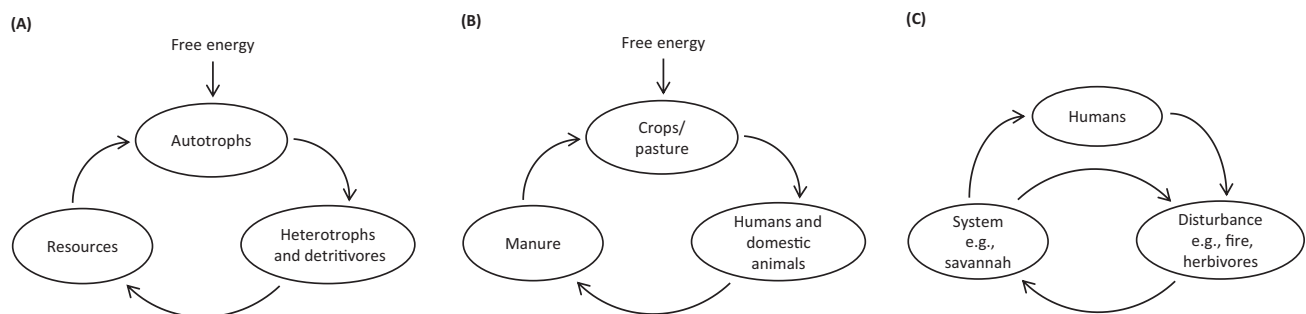 (A)
Free energy
Autotrophs
Resources
Heterotrophs
and detritivores
(B)
Free energy
Crops/
pasture
Manure
Humans and
domestic
animals
(C)
Humans
System
e.g.,
savannah
Disturbance
e.g., fire,
herbivores